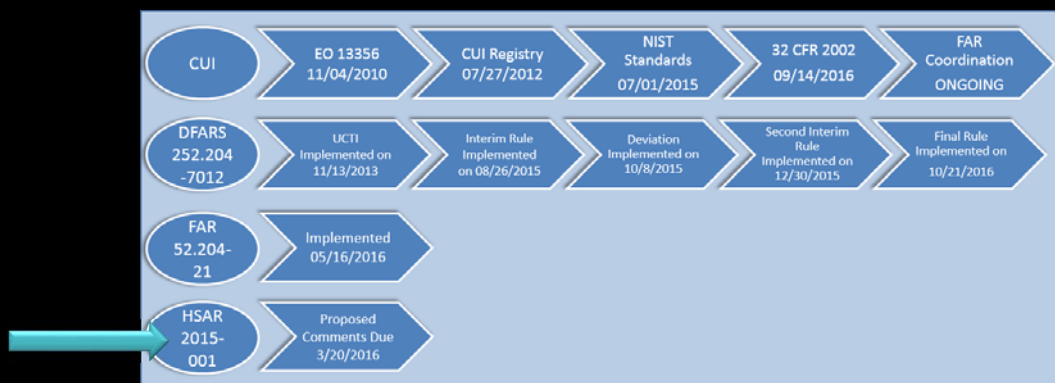 CUI
EO 13356
11/04/2010
CUI Registry
07/27/2012
NIST
Standards
07/01/2015
32 CFR 2002
09/14/2016
FAR
Coordination
ONGOING
DFARS
252.204
-7012
UCTI
Implemented on
11/13/2013
Interim Rule
Implemented
on 08/26/2015
Deviation
Implemented on
10/8/2015
Second Interim
Rule
Implemented on
12/30/2015
Final Rule
Implemented on
10/21/2016
FAR
52.204-
21
Implemented
05/16/2016
HSAR
2015-
001
Proposed
Comments Due
3/20/2016